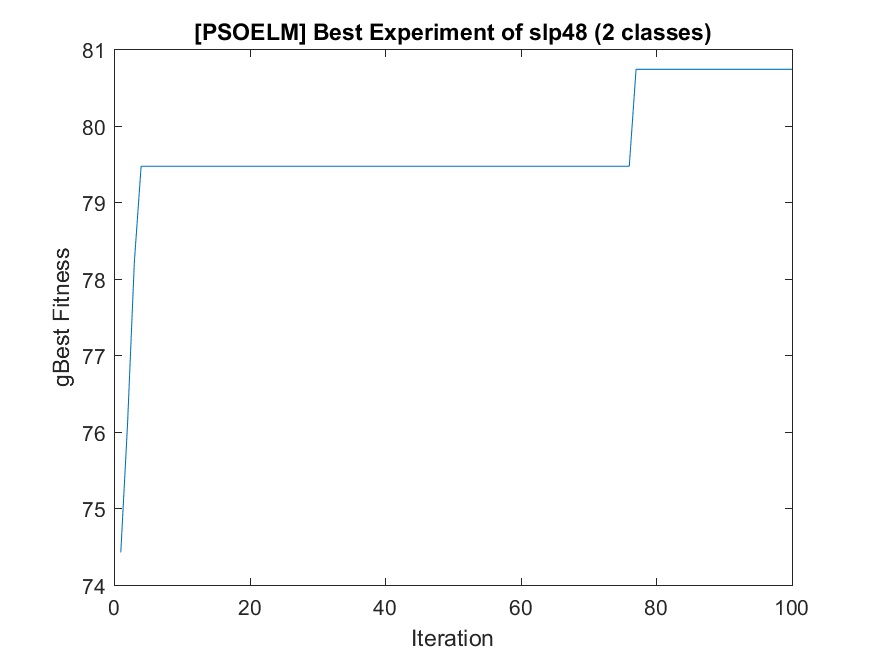 [PSOELM] Best Experiment of slp48 (2 classes)
81
80
79
78
77
76
75
74
gBest Fitness
0 20 40 60 80 100
Iteration